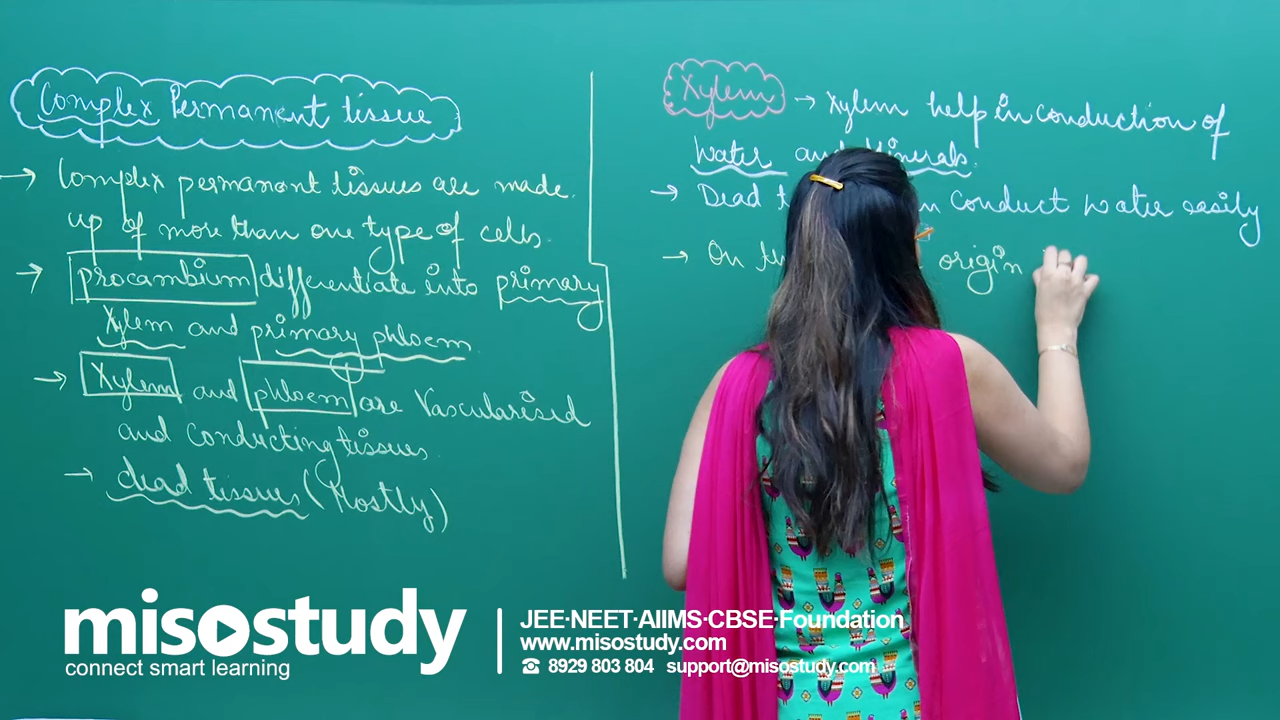 Complex Permanent tissue
→ Complex permanant tissues are made
up of more than one type of cells.
→ procambium differentiate into primary
Xylem and primary phloem
→ Xylem and phloem are Vascularised
and conducting tissues.
→ dead tissues (Mostly)
Xylem → Xylem help in conduction of
water and Minerals.
→ Dead conduct water easily
→ On origin
misostudy
connect smart learning
JEE·NEET·AIIMS·CBSE·Foundation
www.misostudy.com
☎ 8929 803 804 support@misostudy.com